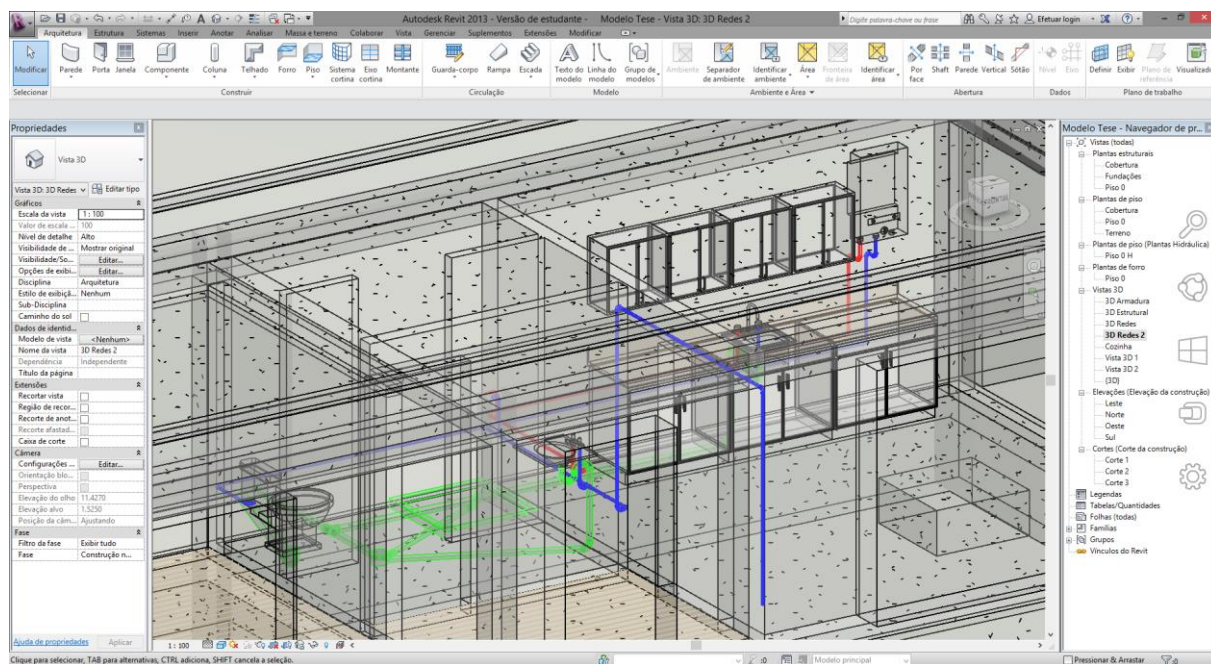 Autodesk Revit 2013 - Versão de estudante - Modelo Tese - Vista 3D: 3D Redes 2
Digite palavra-chave ou frase
Efetuar login
Arquitetura Estrutura Sistemas Inserir Anotar Analisar Massa e terreno Colaborar Vista Gerenciar Suplementos Extensões Modificar
Modificar Parede Porta Janela Componente Coluna Telhado Forro Piso Sistema cortina Eixo cortina Montante Guarda-corpo Rampa Escada Texto do modelo Linha do modelo Grupo de modelos Ambiente Separador de ambiente Identificar ambiente Área Fronteira de área Identificar área Por face Shaft Parede Vertical Sótão Nível Eixo Definir Exibir Plano de referência Visualizad
Selecionar Construir Circulação Modelo Ambiente e Área Abertura Dados Plano de trabalho
Propriedades
Vista 3D
Vista 3D: 3D Redes Editar tipo
Gráficos
Escala da vista 1 : 100
Valor de escala ... 100
Nível de detalhe Alto
Visibilidade de ... Mostrar original
Visibilidade/So... Editar...
Opções de exibi... Editar...
Disciplina Arquitetura
Estilo de exibiçã... Nenhum
Sub-Disciplina
Caminho do sol
Dados de identid...
Modelo de vista <Nenhum>
Nome da vista 3D Redes 2
Dependência Independente
Título da página
Extensões
Recortar vista
Região de recor...
Recorte de anot...
Recorte afastad...
Caixa de corte
Câmera
Configurações ... Editar...
Orientação blo...
Perspectiva
Elevação do olho 11.4270
Elevação alvo 1.5250
Posição da câm... Ajustando
Fase
Filtro da fase Exibir tudo
Fase Construção n...
Ajuda de propriedades Aplicar
Modelo Tese - Navegador de pr...
Vistas (todas)
Plantas estruturais
Cobertura
Fundações
Piso 0
Plantas de piso
Cobertura
Piso 0
Terreno
Plantas de piso (Plantas Hidráulica)
Piso 0 H
Plantas de forro
Piso 0
Vistas 3D
3D Armadura
3D Estrutural
3D Redes
3D Redes 2
Cozinha
Vista 3D 1
Vista 3D 2
{3D}
Elevações (Elevação da construção)
Leste
Norte
Oeste
Sul
Cortes (Corte da construção)
Corte 1
Corte 2
Corte 3
Legendas
Tabelas/Quantidades
Folhas (todas)
Famílias
Grupos
Vínculos do Revit
1 : 100
Clique para selecionar, TAB para alternativas, CTRL adiciona, SHIFT cancela a seleção.
:0 Modelo principal
Pressionar & Arrastar :0